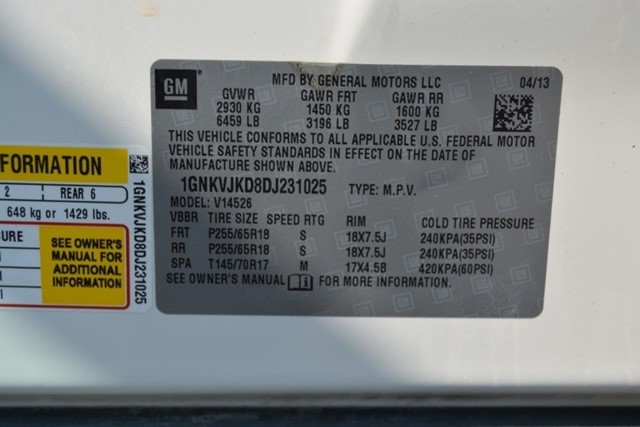 GM
MFD BY GENERAL MOTORS LLC 04/13
GVWR GAWR FRT GAWR RR
2930 KG 1450 KG 1600 KG
6459 LB 3196 LB 3527 LB
THIS VEHICLE CONFORMS TO ALL APPLICABLE U.S. FEDERAL MOTOR
VEHICLE SAFETY STANDARDS IN EFFECT ON THE DATE OF
MANUFACTURE SHOWN ABOVE.
1GNKVJKD8DJ231025 TYPE: M.P.V.
MODEL: V14526
VBBR TIRE SIZE SPEED RTG RIM COLD TIRE PRESSURE
FRT P255/65R18 S 18X7.5J 240KPA(35PSI)
RR P255/65R18 S 18X7.5J 240KPA(35PSI)
SPA T145/70R17 M 17X4.5B 420KPA(60PSI)
SEE OWNER'S MANUAL FOR MORE INFORMATION.
FORMATION
2 REAR 6
648 kg or 1429 lbs.
SURE
SEE OWNER'S
MANUAL FOR
ADDITIONAL
INFORMATION
1GNKVJKD8DJ231025